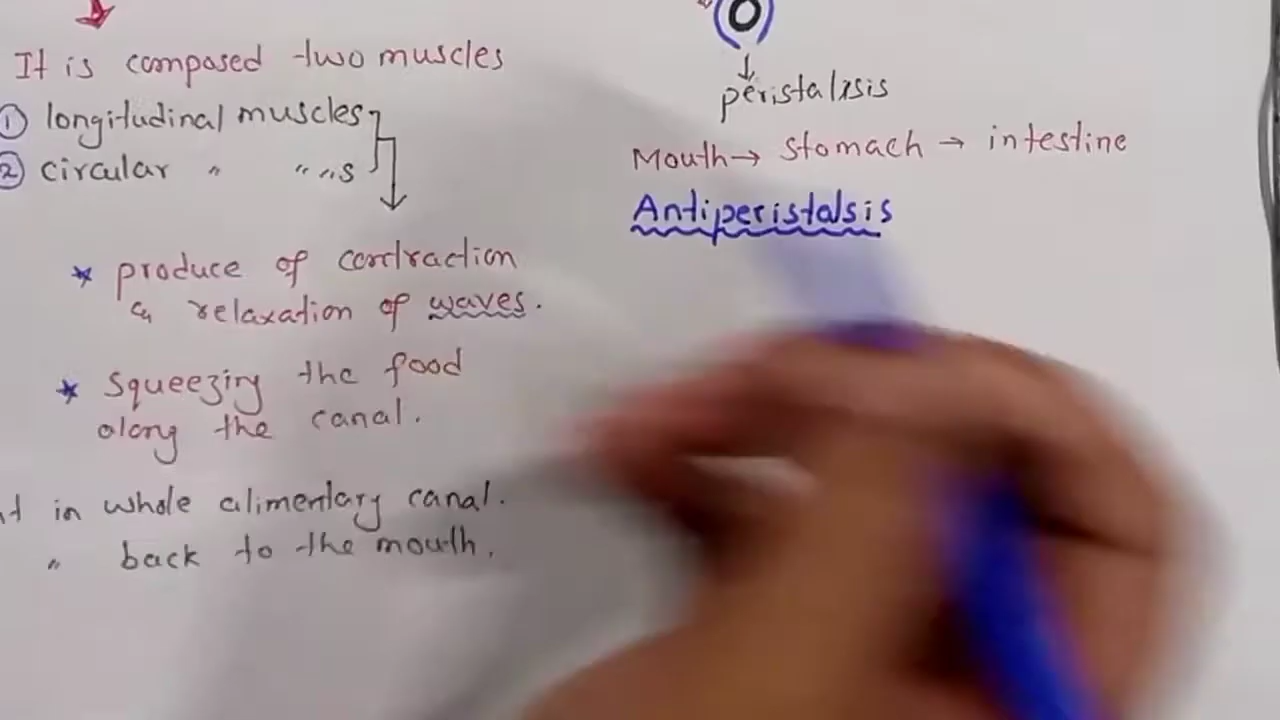 It is composed two muscles
① longitudinal muscles
② circular " " "s
* produce of contraction
& relaxation of waves.
* Squeezing the food
along the canal.
in whole alimentary canal.
" back to the mouth.
peristalsis
Mouth → stomach → intestine
Antiperistalsis